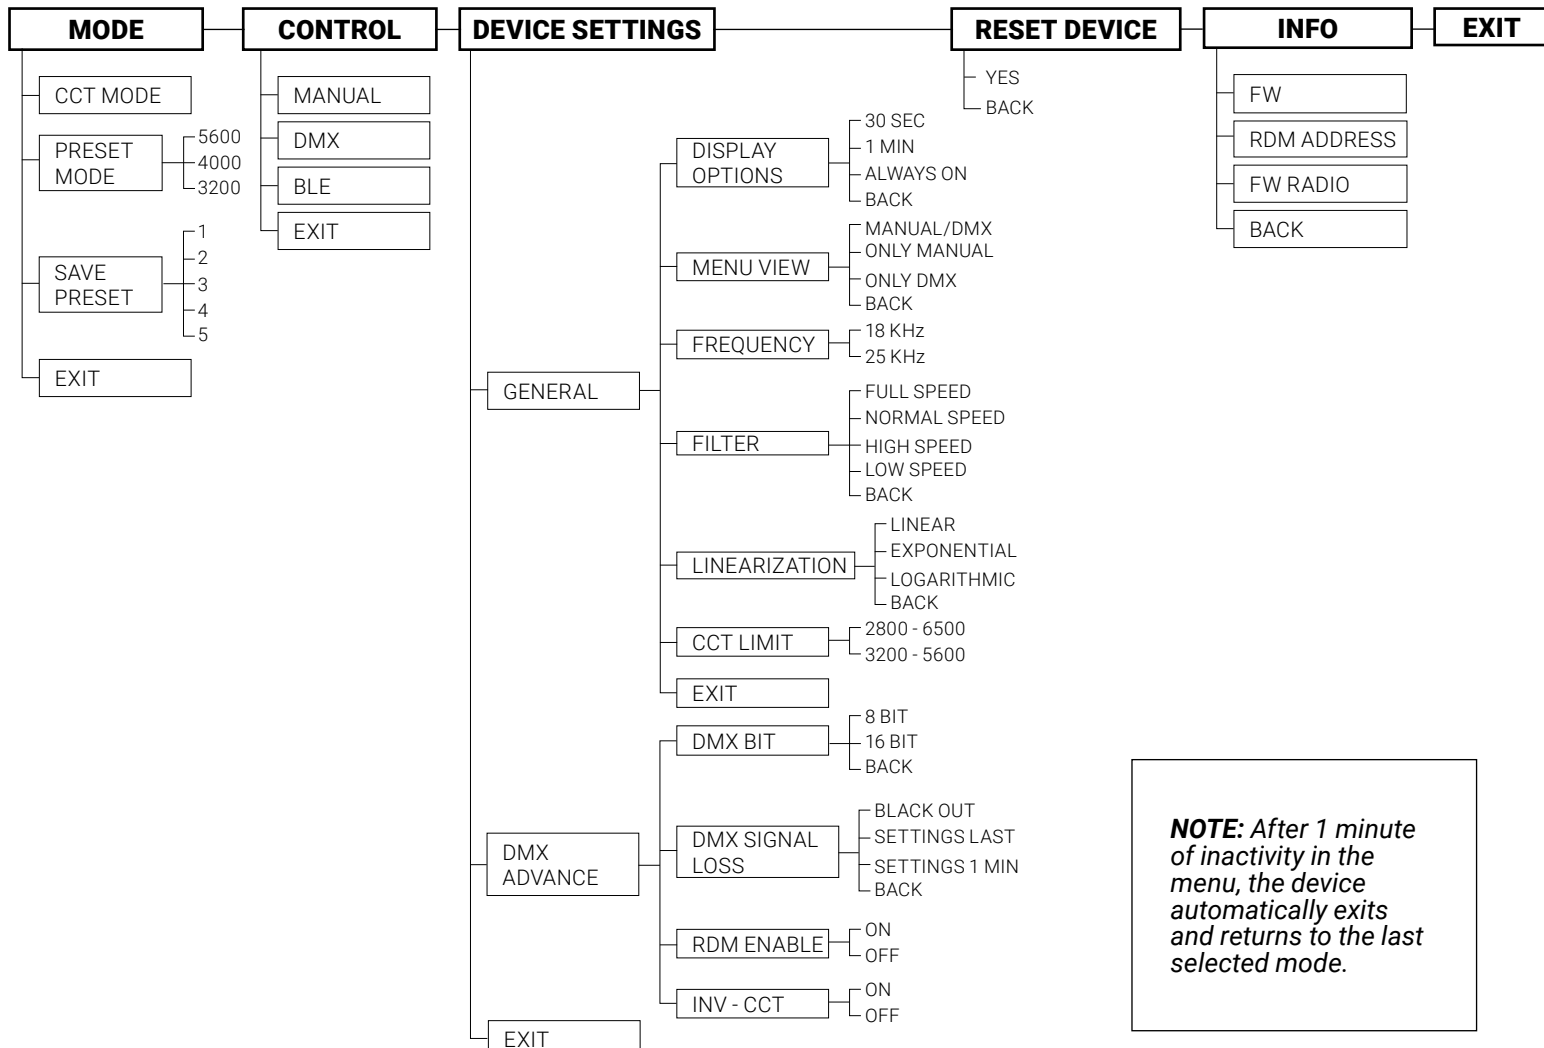 MODE
CONTROL
DEVICE SETTINGS
RESET DEVICE
INFO
EXIT
CCT MODE
PRESET
MODE
5600
4000
3200
SAVE
PRESET
1
2
3
4
5
EXIT
MANUAL
DMX
BLE
EXIT
GENERAL
DISPLAY
OPTIONS
30 SEC
1 MIN
ALWAYS ON
BACK
MENU VIEW
MANUAL/DMX
ONLY MANUAL
ONLY DMX
BACK
FREQUENCY
18 KHz
25 KHz
FILTER
FULL SPEED
NORMAL SPEED
HIGH SPEED
LOW SPEED
BACK
LINEARIZATION
LINEAR
EXPONENTIAL
LOGARITHMIC
BACK
CCT LIMIT
2800 - 6500
3200 - 5600
EXIT
DMX
ADVANCE
DMX BIT
8 BIT
16 BIT
BACK
DMX SIGNAL
LOSS
BLACK OUT
SETTINGS LAST
SETTINGS 1 MIN
BACK
RDM ENABLE
ON
OFF
INV - CCT
ON
OFF
EXIT
YES
BACK
FW
RDM ADDRESS
FW RADIO
BACK
NOTE: After 1 minute
of inactivity in the
menu, the device
automatically exits
and returns to the last
selected mode.